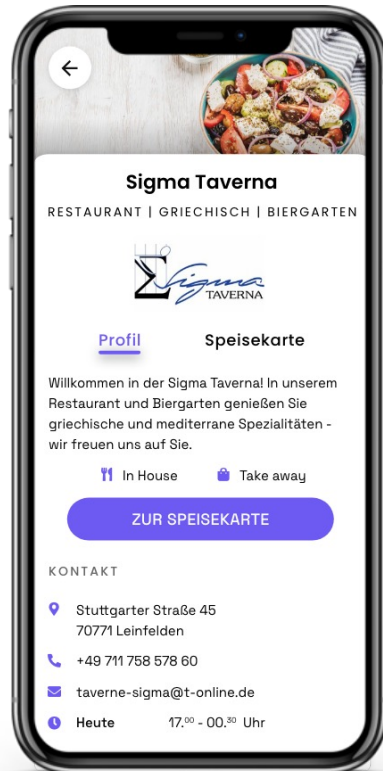 Sigma Taverna
RESTAURANT | GRIECHISCH | BIERGARTEN
Σ Sigma
TAVERNA
Profil Speisekarte
Willkommen in der Sigma Taverna! In unserem
Restaurant und Biergarten genießen Sie
griechische und mediterrane Spezialitäten -
wir freuen uns auf Sie.
In House Take away
ZUR SPEISEKARTE
KONTAKT
Stuttgarter Straße 45
70771 Leinfelden
+49 711 758 578 60
taverne-sigma@t-online.de
Heute 17.⁰⁰ - 00.³⁰ Uhr